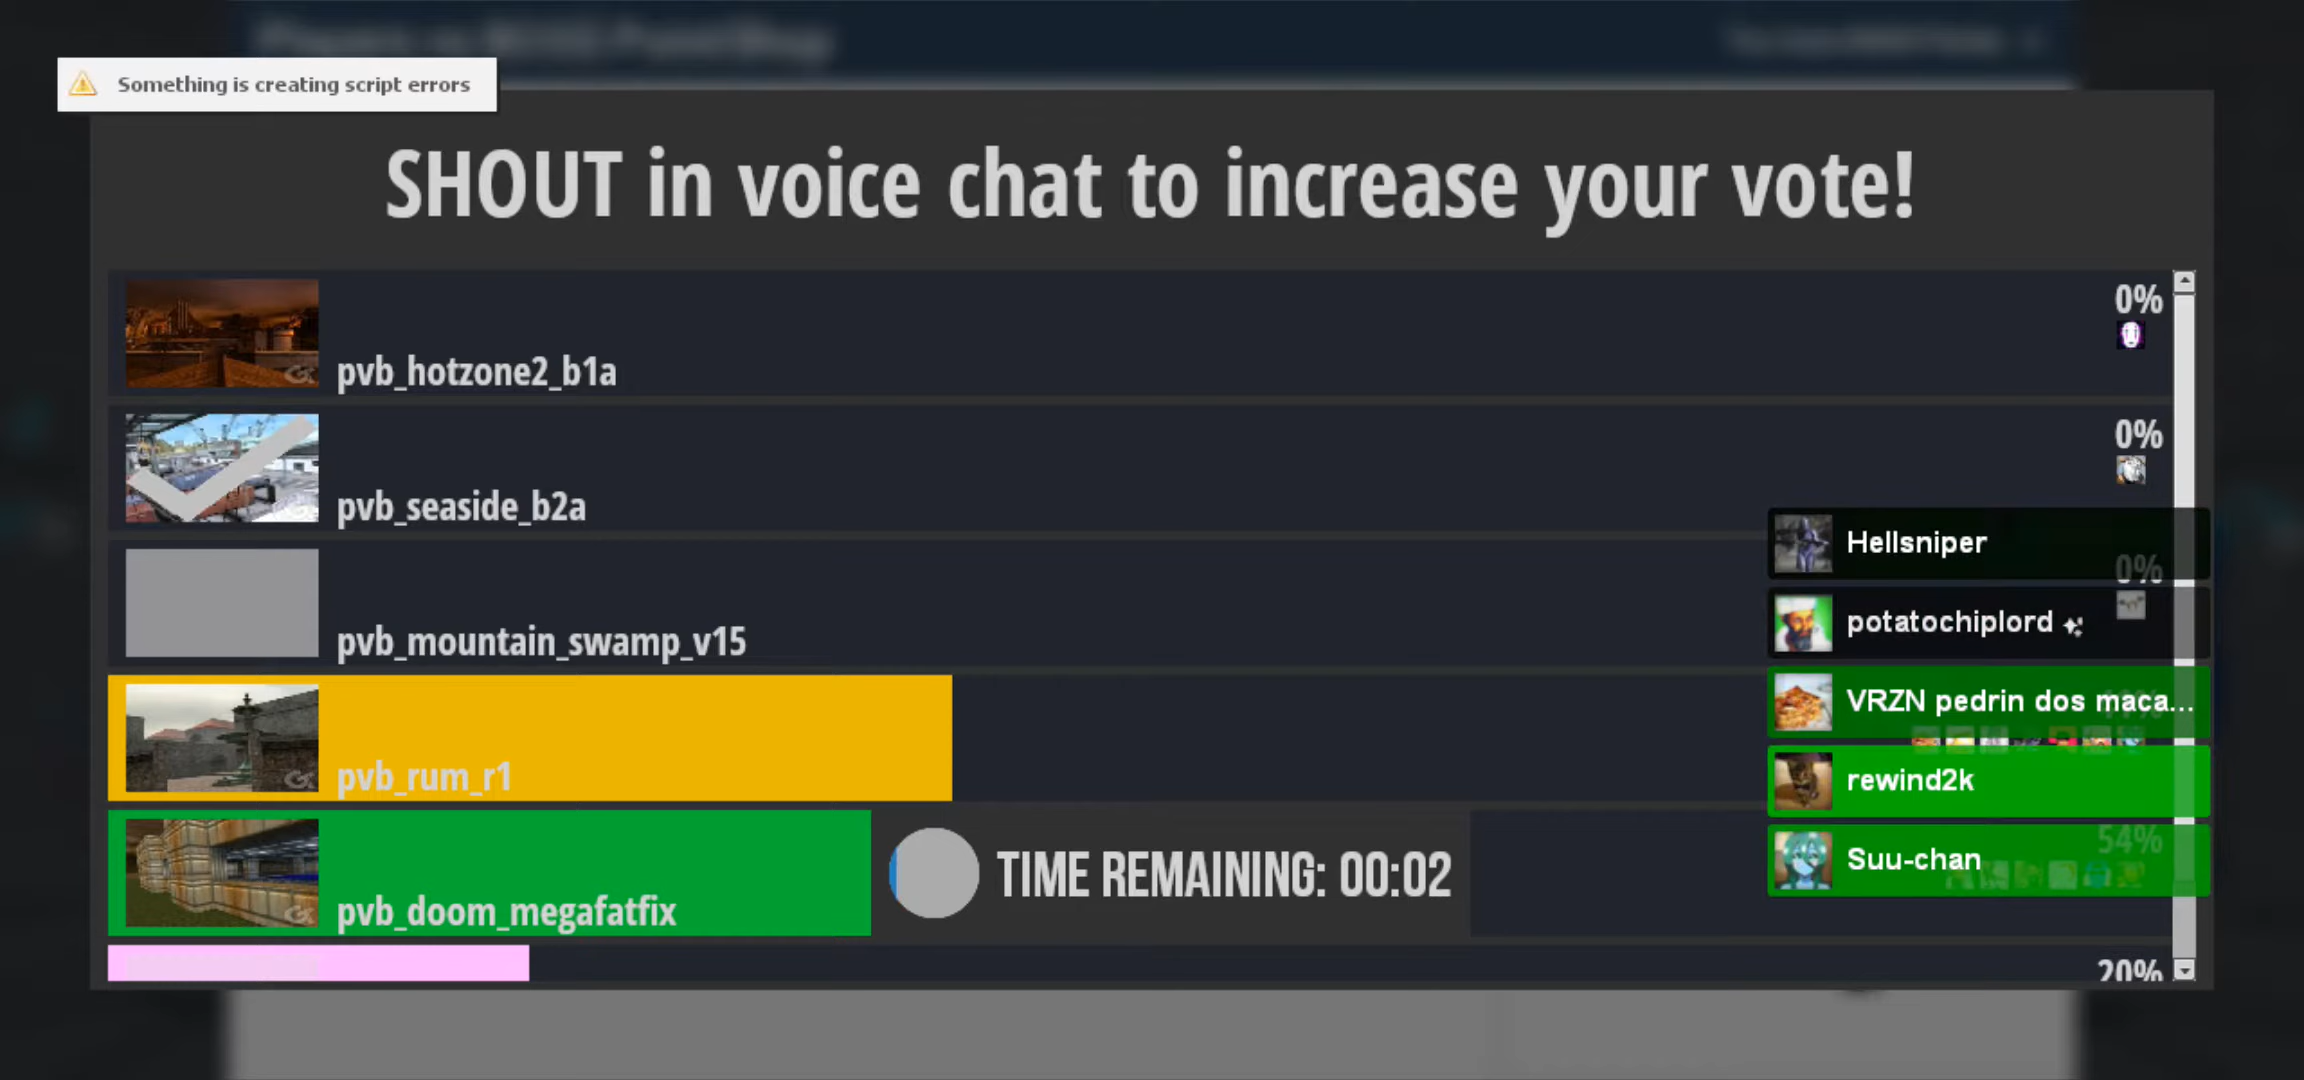 Something is creating script errors
SHOUT in voice chat to increase your vote!
0%
pvb_hotzone2_b1a
0%
pvb_seaside_b2a
Hellsniper
0%
potatochiplord
pvb_mountain_swamp_v15
VRZN pedrin dos maca...
pvb_rum_r1
rewind2k
54%
Suu-chan
TIME REMAINING: 00:02
pvb_doom_megafatfix
20%